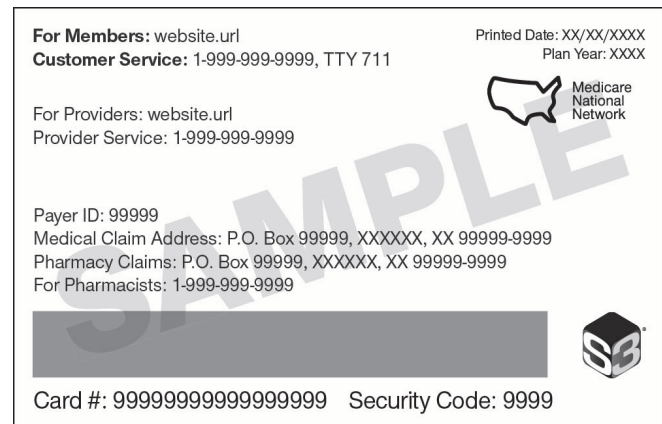 For Members: website.url
Customer Service: 1-999-999-9999, TTY 711
Printed Date: XX/XX/XXXX
Plan Year: XXXX
Medicare
National
Network
For Providers: website.url
Provider Service: 1-999-999-9999
SAMPLE
Payer ID: 99999
Medical Claim Address: P.O. Box 99999, XXXXXX, XX 99999-9999
Pharmacy Claims: P.O. Box 99999, XXXXXX, XX 99999-9999
For Pharmacists: 1-999-999-9999
S3
Card #: 99999999999999999 Security Code: 9999